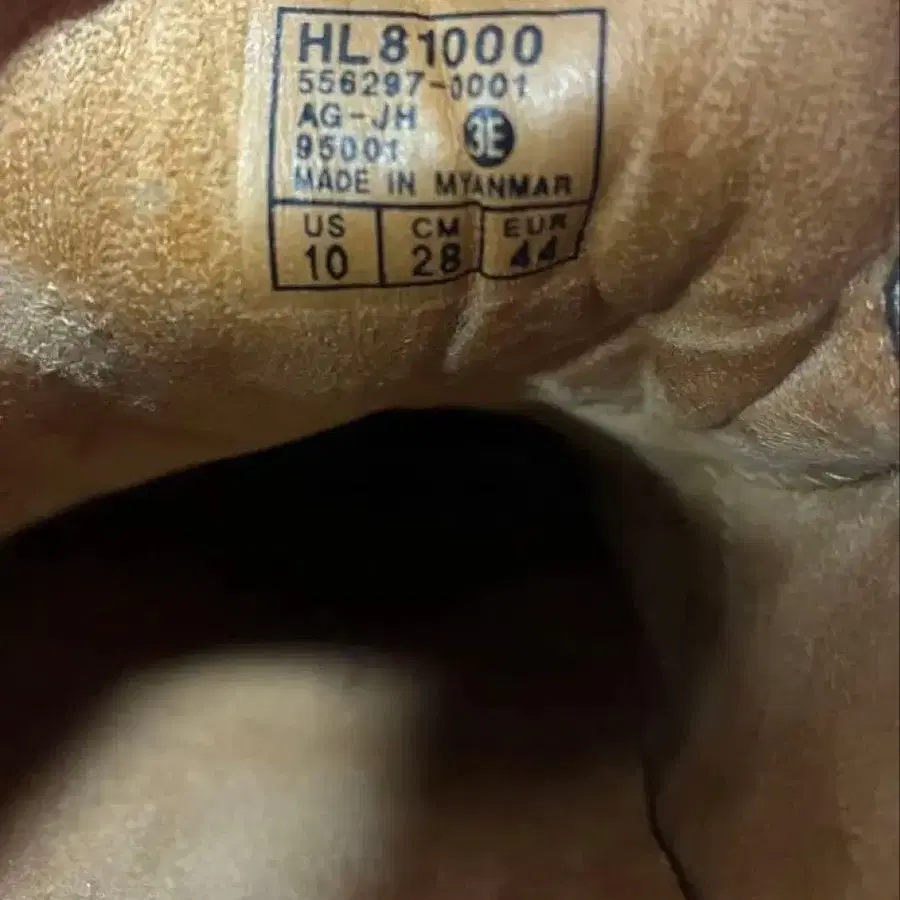 HL81000
556297-0001
AG-JH 3E
95001
MADE IN MYANMAR
US CM EUR
10 28 44